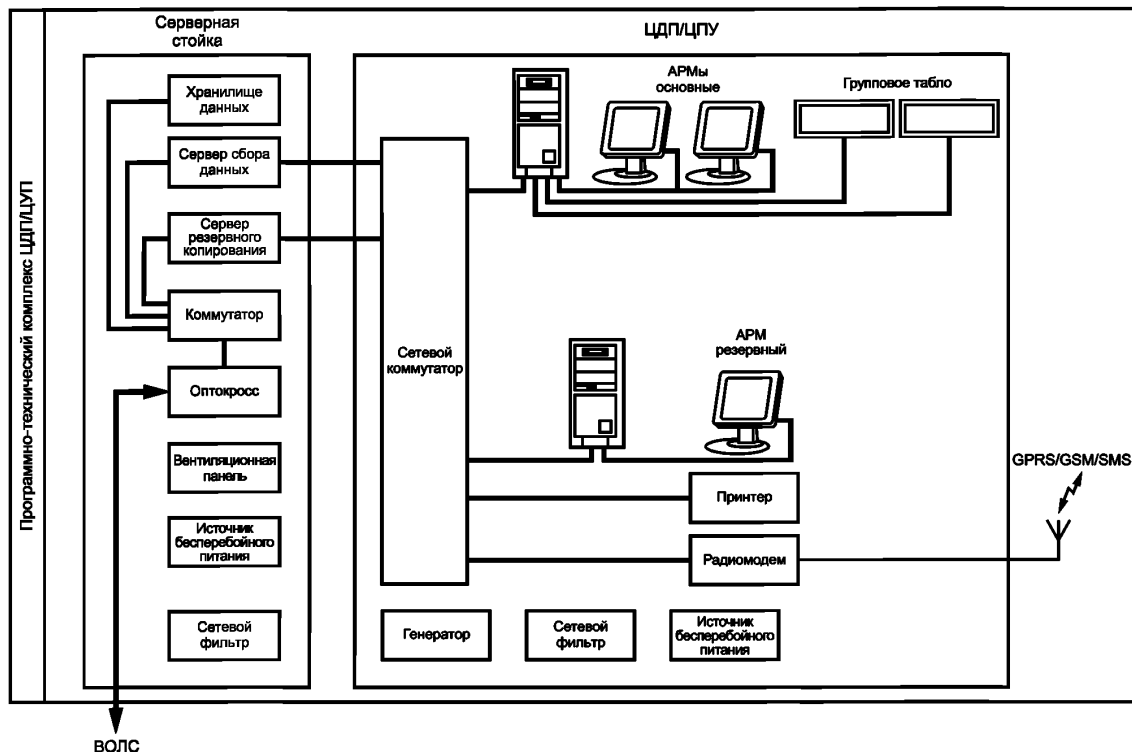 Программно-технический комплекс ЦДП/ЦУП
Серверная
стойка
Хранилище
данных
Сервер сбора
данных
Сервер
резервного
копирования
Коммутатор
Оптокросс
Вентиляционная
панель
Источник
бесперебойного
питания
Сетевой
фильтр
ВОЛС
ЦДП/ЦПУ
АРМы
основные
Групповое табло
Сетевой
коммутатор
АРМ
резервный
Принтер
Радиомодем
GPRS/GSM/SMS
Генератор
Сетевой
фильтр
Источник
бесперебойного
питания